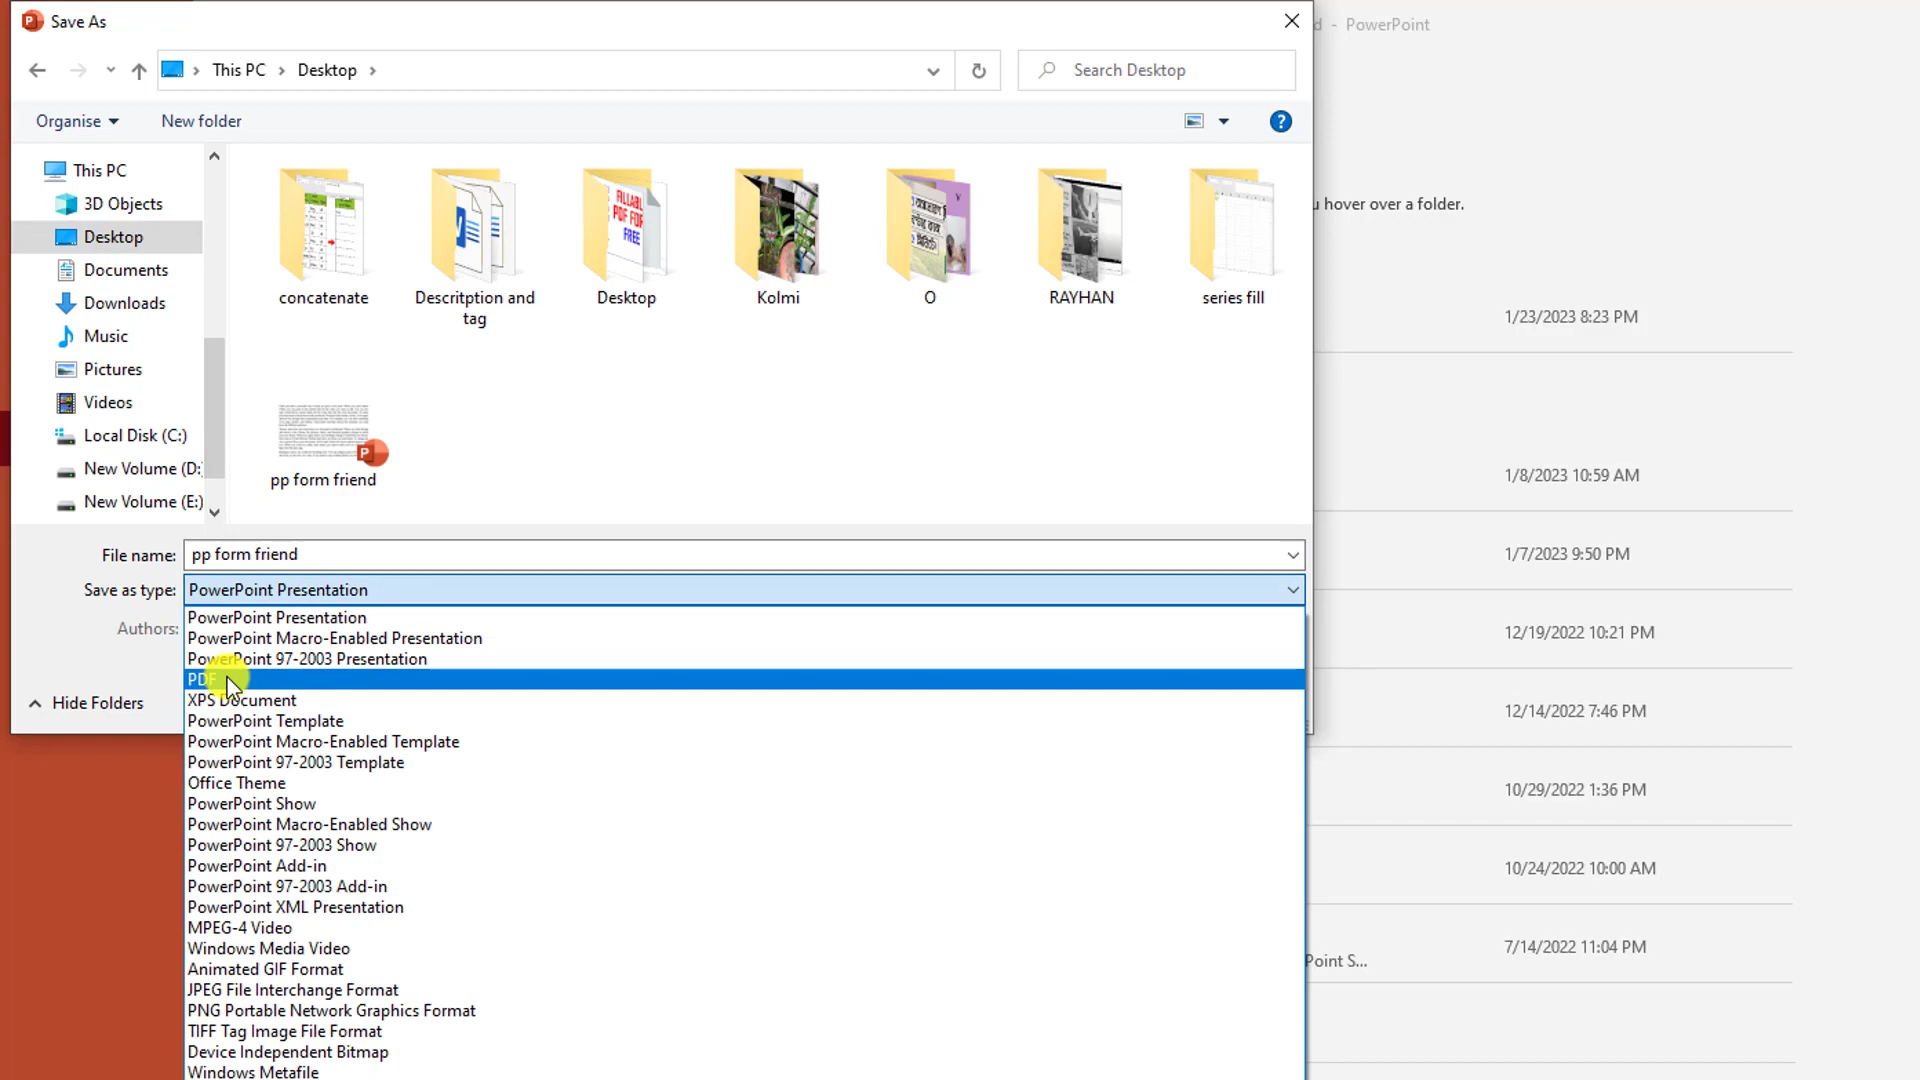 Save As
d - PowerPoint
This PC
Desktop
Search Desktop
Organise
New folder
This PC
3D Objects
Desktop
Documents
Downloads
Music
Pictures
Videos
Local Disk (C:)
New Volume (D:
New Volume (E:)
FILLABL
PDF FOR
FREE
concatenate
Descritption and
tag
Desktop
Kolmi
O
RAYHAN
series fill
pp form friend
u hover over a folder.
1/23/2023 8:23 PM
1/8/2023 10:59 AM
1/7/2023 9:50 PM
12/19/2022 10:21 PM
12/14/2022 7:46 PM
10/29/2022 1:36 PM
10/24/2022 10:00 AM
7/14/2022 11:04 PM
Point S...
File name: pp form friend
Save as type: PowerPoint Presentation
Authors:
Hide Folders
PowerPoint Presentation
PowerPoint Macro-Enabled Presentation
PowerPoint 97-2003 Presentation
PDF
XPS Document
PowerPoint Template
PowerPoint Macro-Enabled Template
PowerPoint 97-2003 Template
Office Theme
PowerPoint Show
PowerPoint Macro-Enabled Show
PowerPoint 97-2003 Show
PowerPoint Add-in
PowerPoint 97-2003 Add-in
PowerPoint XML Presentation
MPEG-4 Video
Windows Media Video
Animated GIF Format
JPEG File Interchange Format
PNG Portable Network Graphics Format
TIFF Tag Image File Format
Device Independent Bitmap
Windows Metafile